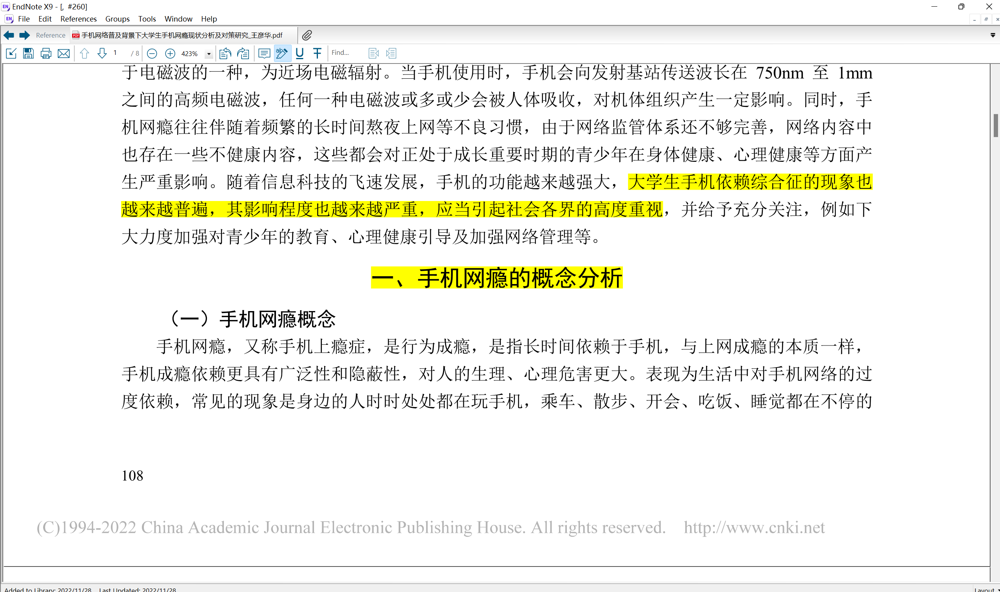 EndNote X9 - [, #260]
File Edit References Groups Tools Window Help
Reference 手机网络普及背景下大学生手机网瘾现状分析及对策研究_王彦华.pdf
1 / 8 423% Find...
于电磁波的一种，为近场电磁辐射。当手机使用时，手机会向发射基站传送波长在 750nm 至 1mm
之间的高频电磁波，任何一种电磁波或多或少会被人体吸收，对机体组织产生一定影响。同时，手
机网瘾往往伴随着频繁的长时间熬夜上网等不良习惯，由于网络监管体系还不够完善，网络内容中
也存在一些不健康内容，这些都会对正处于成长重要时期的青少年在身体健康、心理健康等方面产
生严重影响。随着信息科技的飞速发展，手机的功能越来越强大，大学生手机依赖综合征的现象也
越来越普遍，其影响程度也越来越严重，应当引起社会各界的高度重视，并给予充分关注，例如下
大力度加强对青少年的教育、心理健康引导及加强网络管理等。
一、手机网瘾的概念分析
（一）手机网瘾概念
手机网瘾，又称手机上瘾症，是行为成瘾，是指长时间依赖于手机，与上网成瘾的本质一样，
手机成瘾依赖更具有广泛性和隐蔽性，对人的生理、心理危害更大。表现为生活中对手机网络的过
度依赖，常见的现象是身边的人时时处处都在玩手机，乘车、散步、开会、吃饭、睡觉都在不停的
108
(C)1994-2022 China Academic Journal Electronic Publishing House. All rights reserved. http://www.cnki.net
Added to Library: 2022/11/28 Last Updated: 2022/11/28 Layout